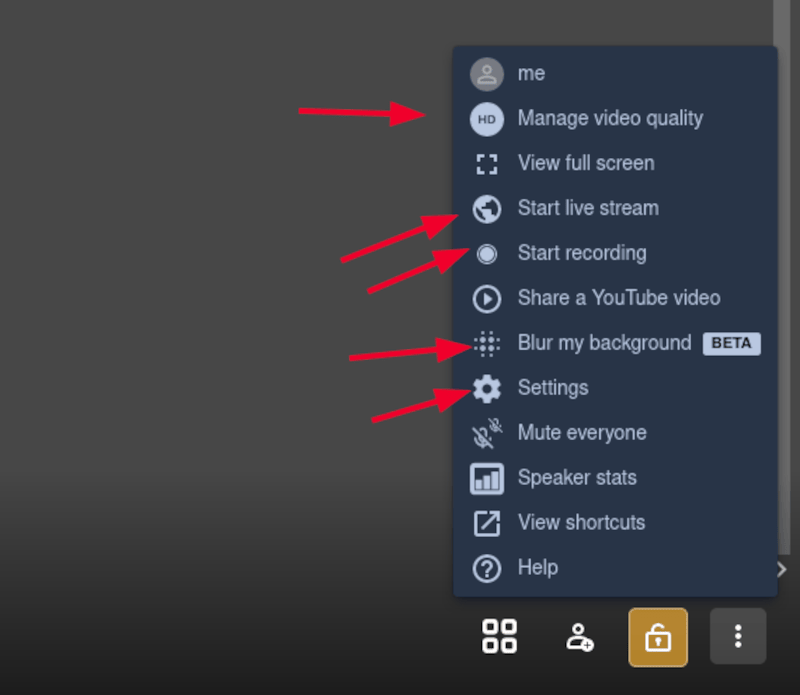 me
HD Manage video quality
View full screen
Start live stream
Start recording
Share a YouTube video
Blur my background BETA
Settings
Mute everyone
Speaker stats
View shortcuts
Help